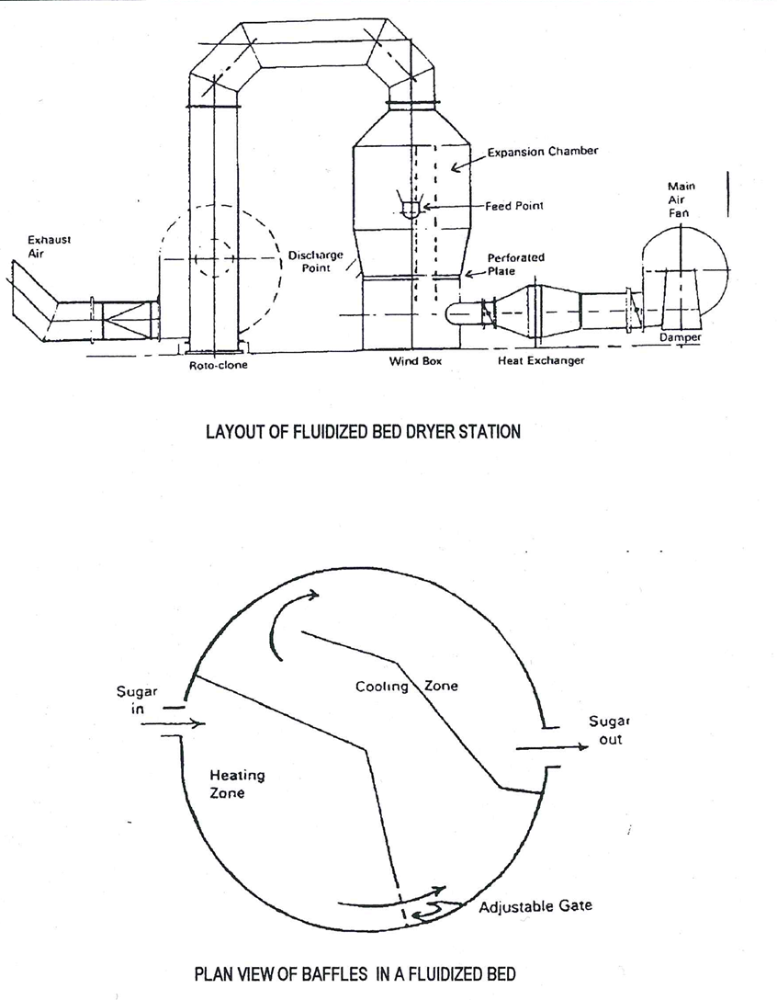 Expansion Chamber
Main
Air
Fan
Feed Point
Exhaust
Air
Discharge
Point
Perforated
Plate
Damper
Roto-clone
Wind Box
Heat Exchanger
LAYOUT OF FLUIDIZED BED DRYER STATION
Sugar
in
Cooling Zone
Sugar
out
Heating
Zone
Adjustable Gate
PLAN VIEW OF BAFFLES IN A FLUIDIZED BED